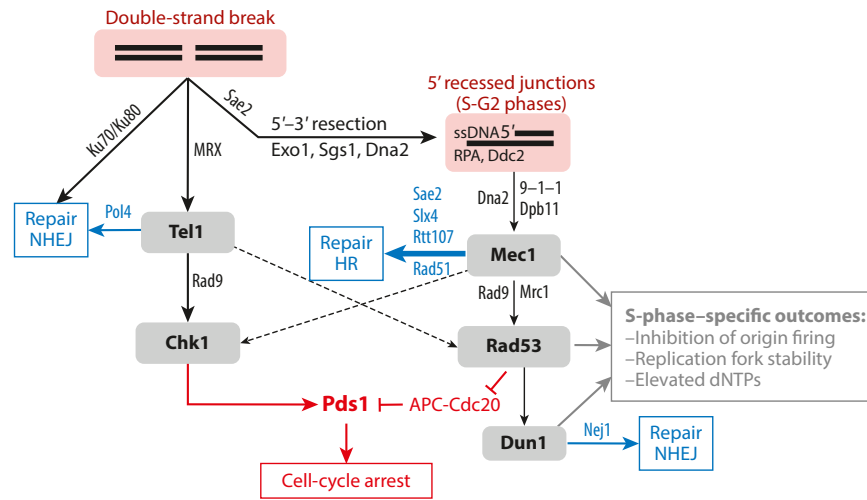 Double-strand break
5′ recessed junctions
(S-G2 phases)
Sae2
5′–3′ resection
Exo1, Sgs1, Dna2
ssDNA 5′
RPA, Ddc2
Ku70/Ku80
MRX
Dna2
9–1–1
Dpb11
Sae2
Slx4
Rtt107
Rad51
Repair
NHEJ
Pol4
Tel1
Repair
HR
Mec1
Rad9
Rad9
Mrc1
S-phase–specific outcomes:
–Inhibition of origin firing
–Replication fork stability
–Elevated dNTPs
Chk1
Rad53
Pds1
APC-Cdc20
Dun1
Nej1
Repair
NHEJ
Cell-cycle arrest